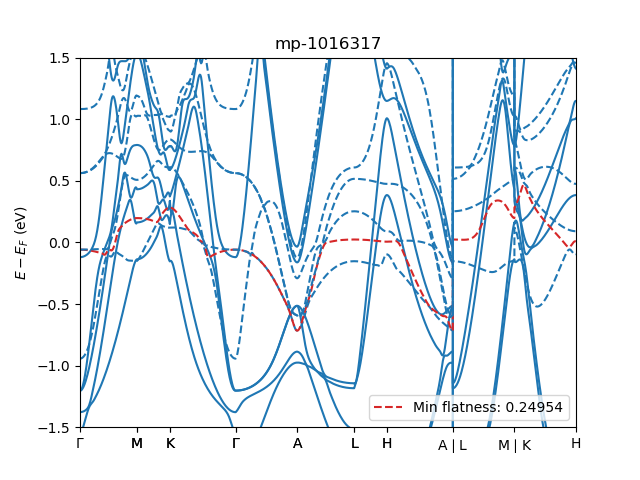 mp-1016317
E − E_F (eV)
1.5
1.0
0.5
0.0
−0.5
−1.0
−1.5
Min flatness: 0.24954
Γ M K Γ A L H A | L M | K H